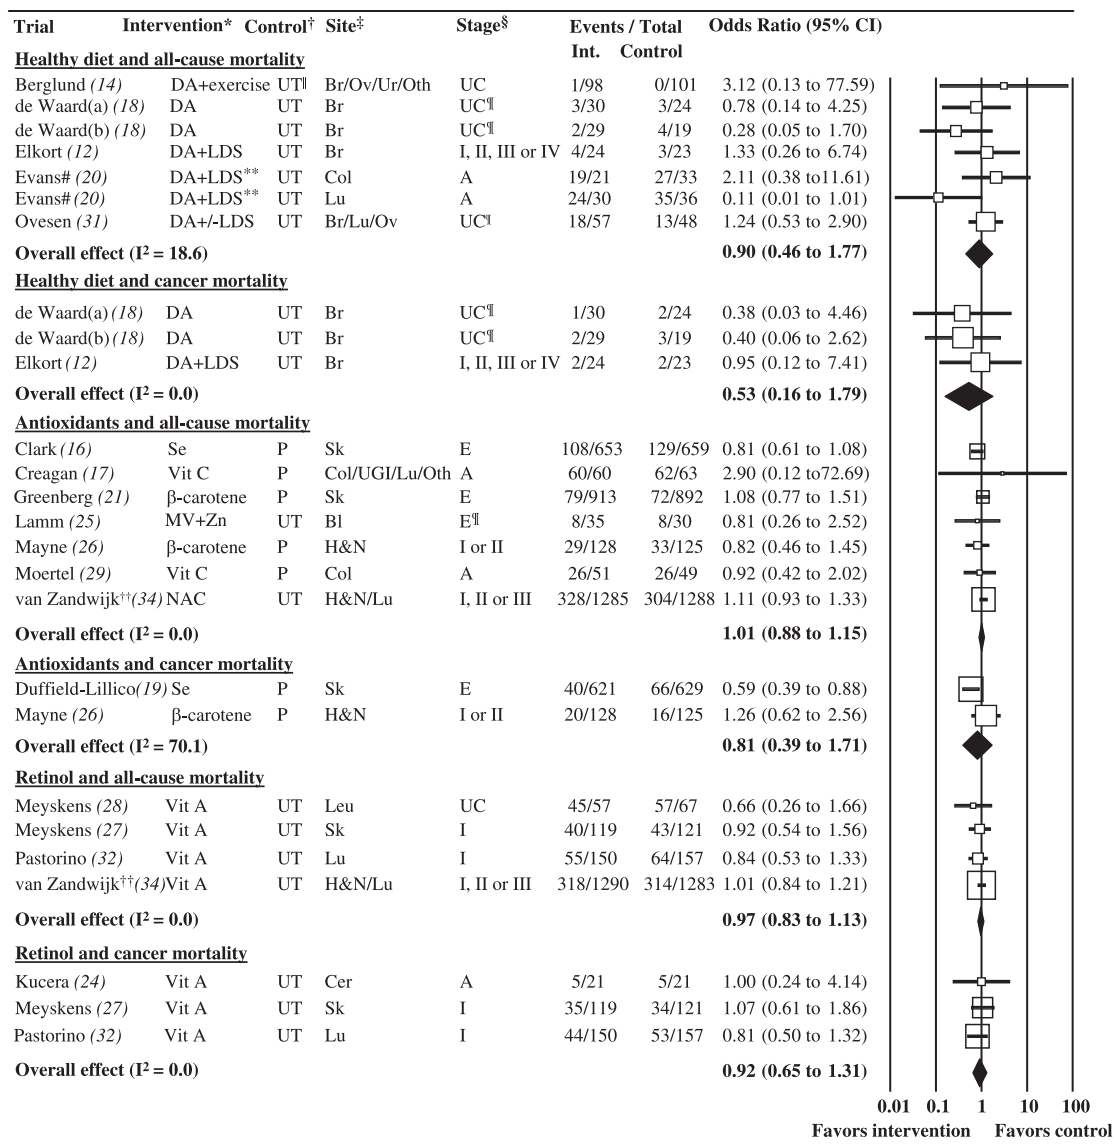 Trial Intervention* Control† Site‡ Stage§ Events / Total Odds Ratio (95% CI)
Int. Control
Healthy diet and all-cause mortality
Berglund (14) DA+exercise UT‖ Br/Ov/Ur/Oth UC 1/98 0/101 3.12 (0.13 to 77.59)
de Waard(a) (18) DA UT Br UC¶ 3/30 3/24 0.78 (0.14 to 4.25)
de Waard(b) (18) DA UT Br UC¶ 2/29 4/19 0.28 (0.05 to 1.70)
Elkort (12) DA+LDS UT Br I, II, III or IV 4/24 3/23 1.33 (0.26 to 6.74)
Evans# (20) DA+LDS** UT Col A 19/21 27/33 2.11 (0.38 to11.61)
Evans# (20) DA+LDS** UT Lu A 24/30 35/36 0.11 (0.01 to 1.01)
Ovesen (31) DA+/-LDS UT Br/Lu/Ov UC¶ 18/57 13/48 1.24 (0.53 to 2.90)
Overall effect (I² = 18.6) 0.90 (0.46 to 1.77)
Healthy diet and cancer mortality
de Waard(a) (18) DA UT Br UC¶ 1/30 2/24 0.38 (0.03 to 4.46)
de Waard(b) (18) DA UT Br UC¶ 2/29 3/19 0.40 (0.06 to 2.62)
Elkort (12) DA+LDS UT Br I, II, III or IV 2/24 2/23 0.95 (0.12 to 7.41)
Overall effect (I² = 0.0) 0.53 (0.16 to 1.79)
Antioxidants and all-cause mortality
Clark (16) Se P Sk E 108/653 129/659 0.81 (0.61 to 1.08)
Creagan (17) Vit C P Col/UGI/Lu/Oth A 60/60 62/63 2.90 (0.12 to72.69)
Greenberg (21) β-carotene P Sk E 79/913 72/892 1.08 (0.77 to 1.51)
Lamm (25) MV+Zn UT Bl E¶ 8/35 8/30 0.81 (0.26 to 2.52)
Mayne (26) β-carotene P H&N I or II 29/128 33/125 0.82 (0.46 to 1.45)
Moertel (29) Vit C P Col A 26/51 26/49 0.92 (0.42 to 2.02)
van Zandwijk††(34) NAC UT H&N/Lu I, II or III 328/1285 304/1288 1.11 (0.93 to 1.33)
Overall effect (I² = 0.0) 1.01 (0.88 to 1.15)
Antioxidants and cancer mortality
Duffield-Lillico(19) Se P Sk E 40/621 66/629 0.59 (0.39 to 0.88)
Mayne (26) β-carotene P H&N I or II 20/128 16/125 1.26 (0.62 to 2.56)
Overall effect (I² = 70.1) 0.81 (0.39 to 1.71)
Retinol and all-cause mortality
Meyskens (28) Vit A UT Leu UC 45/57 57/67 0.66 (0.26 to 1.66)
Meyskens (27) Vit A UT Sk I 40/119 43/121 0.92 (0.54 to 1.56)
Pastorino (32) Vit A UT Lu I 55/150 64/157 0.84 (0.53 to 1.33)
van Zandwijk††(34)Vit A UT H&N/Lu I, II or III 318/1290 314/1283 1.01 (0.84 to 1.21)
Overall effect (I² = 0.0) 0.97 (0.83 to 1.13)
Retinol and cancer mortality
Kucera (24) Vit A UT Cer A 5/21 5/21 1.00 (0.24 to 4.14)
Meyskens (27) Vit A UT Sk I 35/119 34/121 1.07 (0.61 to 1.86)
Pastorino (32) Vit A UT Lu I 44/150 53/157 0.81 (0.50 to 1.32)
Overall effect (I² = 0.0) 0.92 (0.65 to 1.31)
0.01 0.1 1 10 100
Favors intervention Favors control